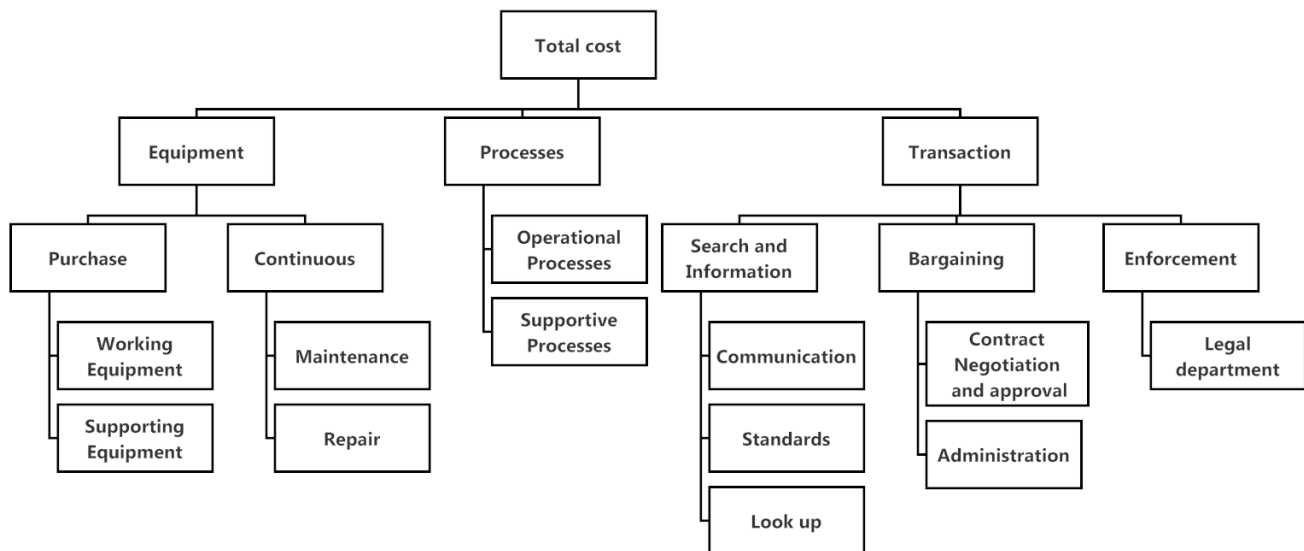 Total cost
Equipment
Processes
Transaction
Purchase
Continuous
Operational
Processes
Search and
Information
Bargaining
Enforcement
Working
Equipment
Maintenance
Supportive
Processes
Communication
Contract
Negotiation
and approval
Legal
department
Supporting
Equipment
Repair
Standards
Administration
Look up